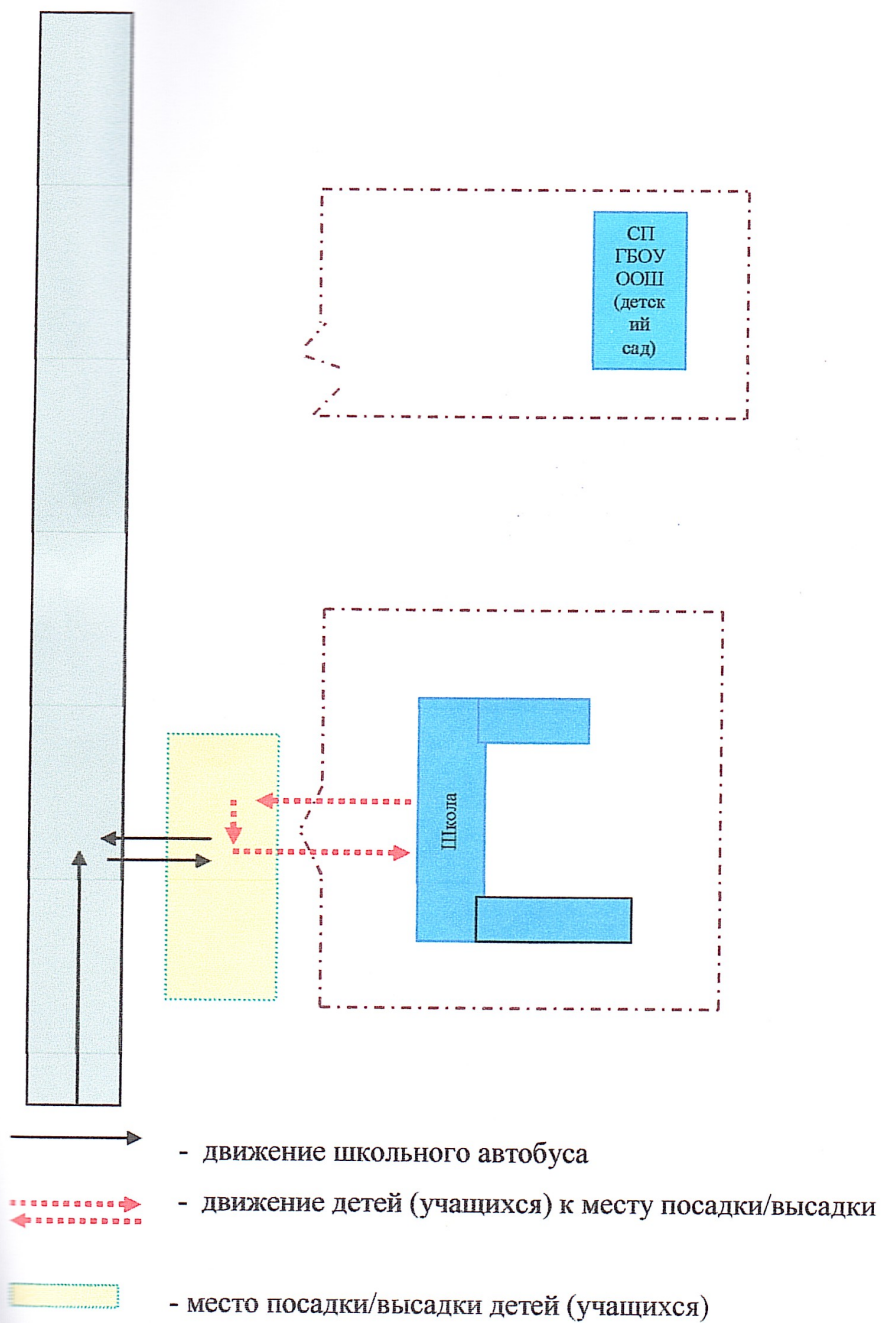 СП
ГБОУ
ООШ
(детск
ий
сад)
Школа
- движение школьного автобуса
- движение детей (учащихся) к месту посадки/высадки
- место посадки/высадки детей (учащихся)